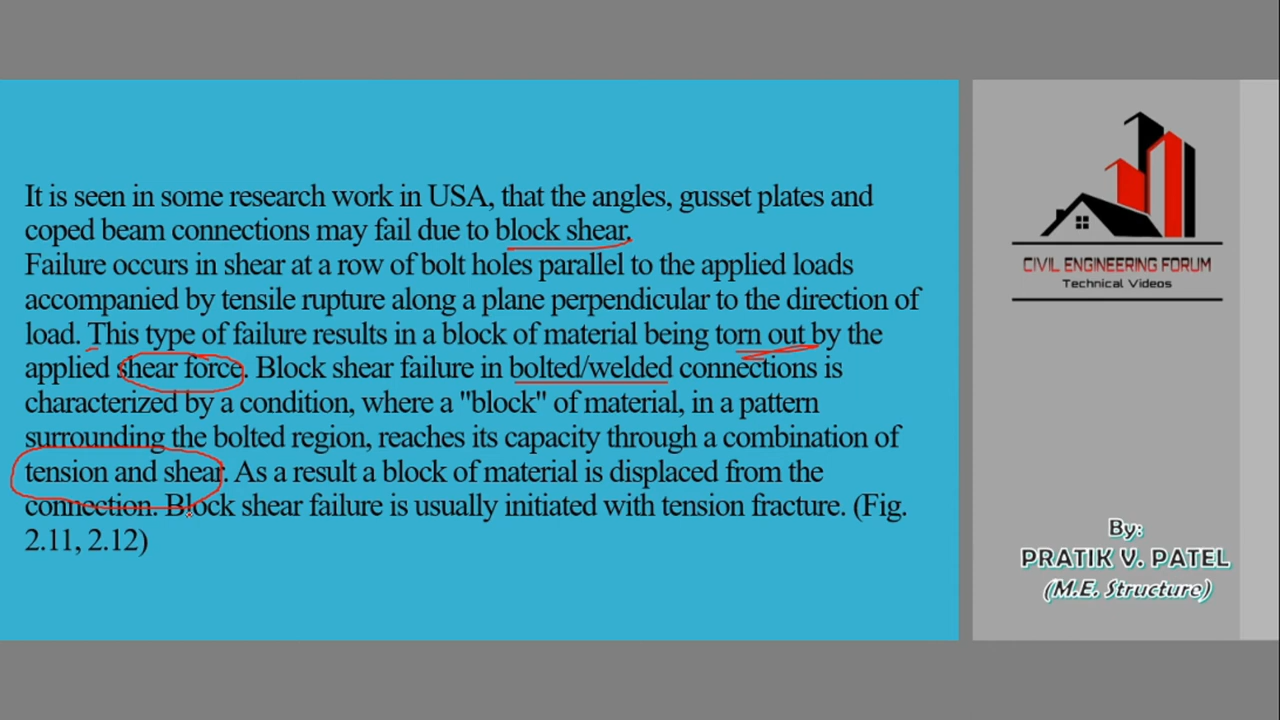 It is seen in some research work in USA, that the angles, gusset plates and
coped beam connections may fail due to block shear.
Failure occurs in shear at a row of bolt holes parallel to the applied loads
accompanied by tensile rupture along a plane perpendicular to the direction of
load. This type of failure results in a block of material being torn out by the
applied shear force. Block shear failure in bolted/welded connections is
characterized by a condition, where a "block" of material, in a pattern
surrounding the bolted region, reaches its capacity through a combination of
tension and shear. As a result a block of material is displaced from the
connection. Block shear failure is usually initiated with tension fracture. (Fig.
2.11, 2.12)
CIVIL ENGINEERING FORUM
Technical Videos
By:
PRATIK V. PATEL
(M.E. Structure)